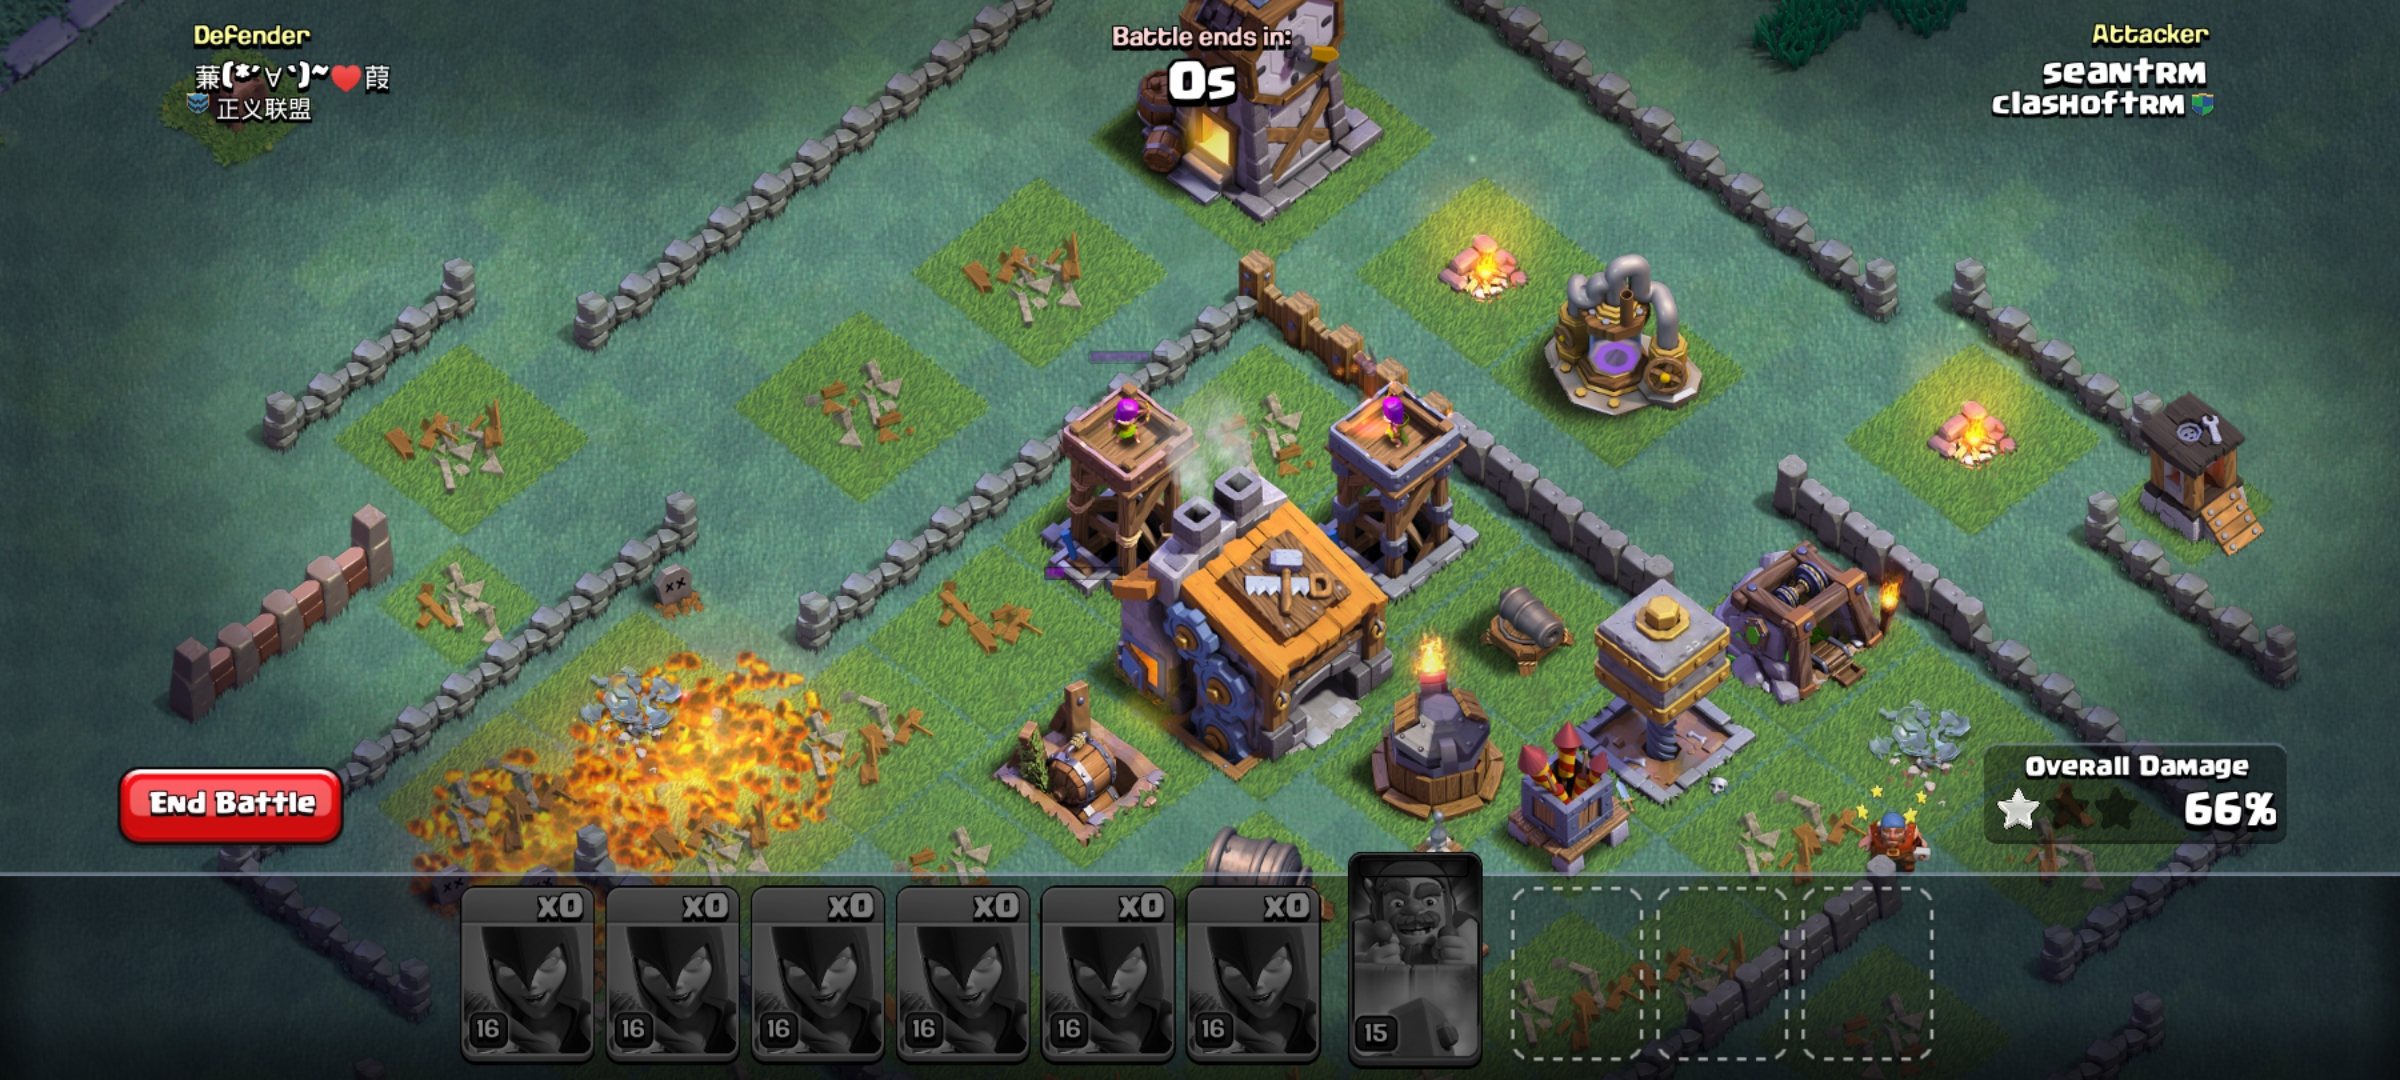 Defender
蒹(*´∀`)~❤️葭
正义联盟
Battle ends in:
0s
Attacker
seantRM
clashoftRM
End Battle
Overall Damage
66%
x0 x0 x0 x0 x0 x0
16 16 16 16 16 16 15